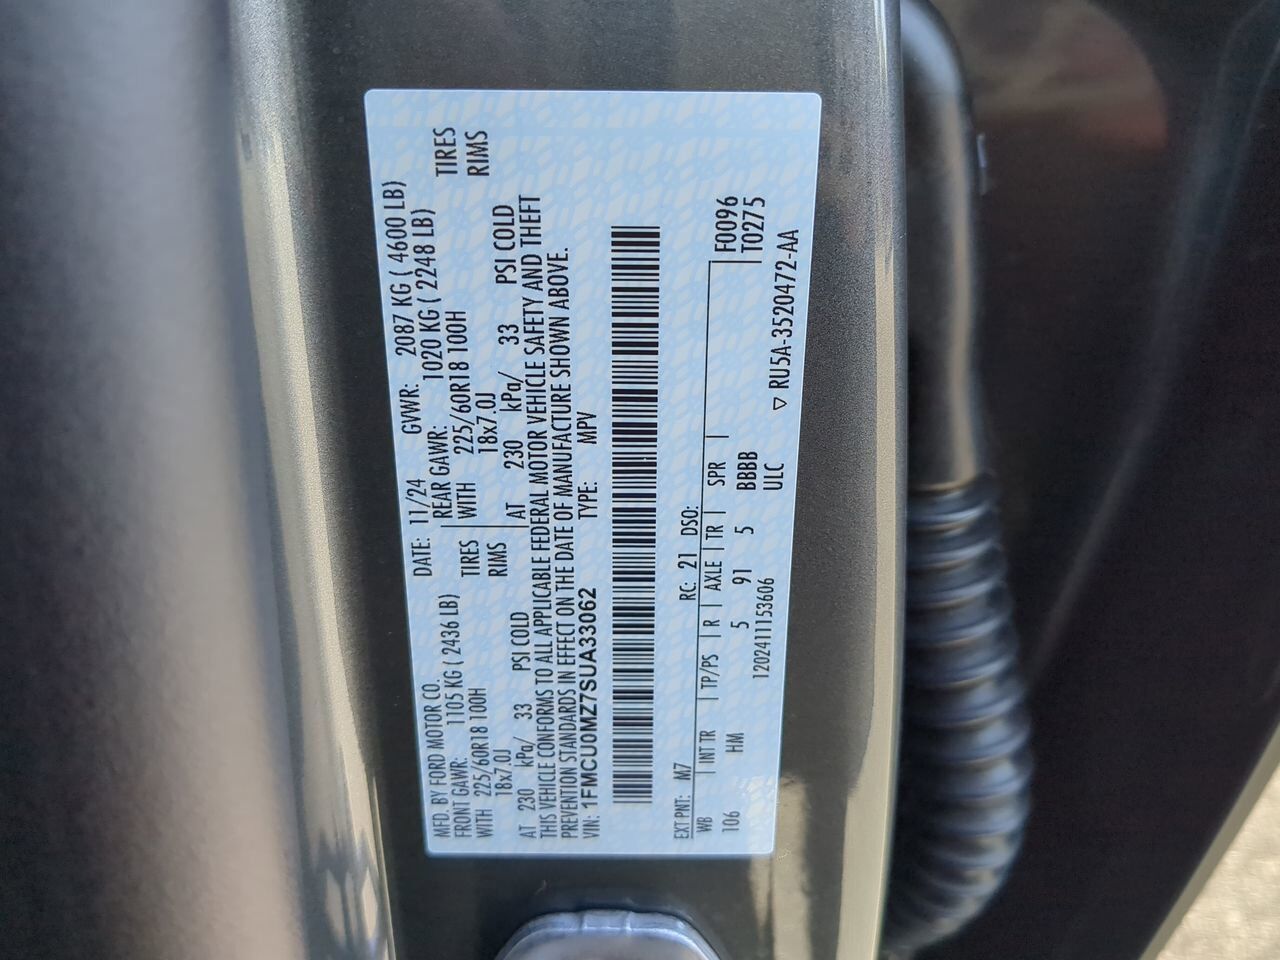 MFD. BY FORD MOTOR CO. DATE: 11/24 GVWR: 2087 KG ( 4600 LB)
FRONT GAWR: 1105 KG ( 2436 LB) REAR GAWR: 1020 KG ( 2248 LB)
WITH 225/60R18 100H TIRES WITH 225/60R18 100H TIRES
18x7.0J RIMS 18x7.0J RIMS
AT 230 kPa/ 33 PSI COLD AT 230 kPa/ 33 PSI COLD
THIS VEHICLE CONFORMS TO ALL APPLICABLE FEDERAL MOTOR VEHICLE SAFETY AND THEFT
PREVENTION STANDARDS IN EFFECT ON THE DATE OF MANUFACTURE SHOWN ABOVE.
VIN: 1FMCU0MZ7SUA33062 TYPE: MPV
EXT PNT: M7 RC: 21 DSO:
WB INT TR TP/PS R AXLE TR SPR F0096
106 HM 5 91 5 BBBB T0275
120241115360​6 ULC ▽ RU5A-3520472-AA